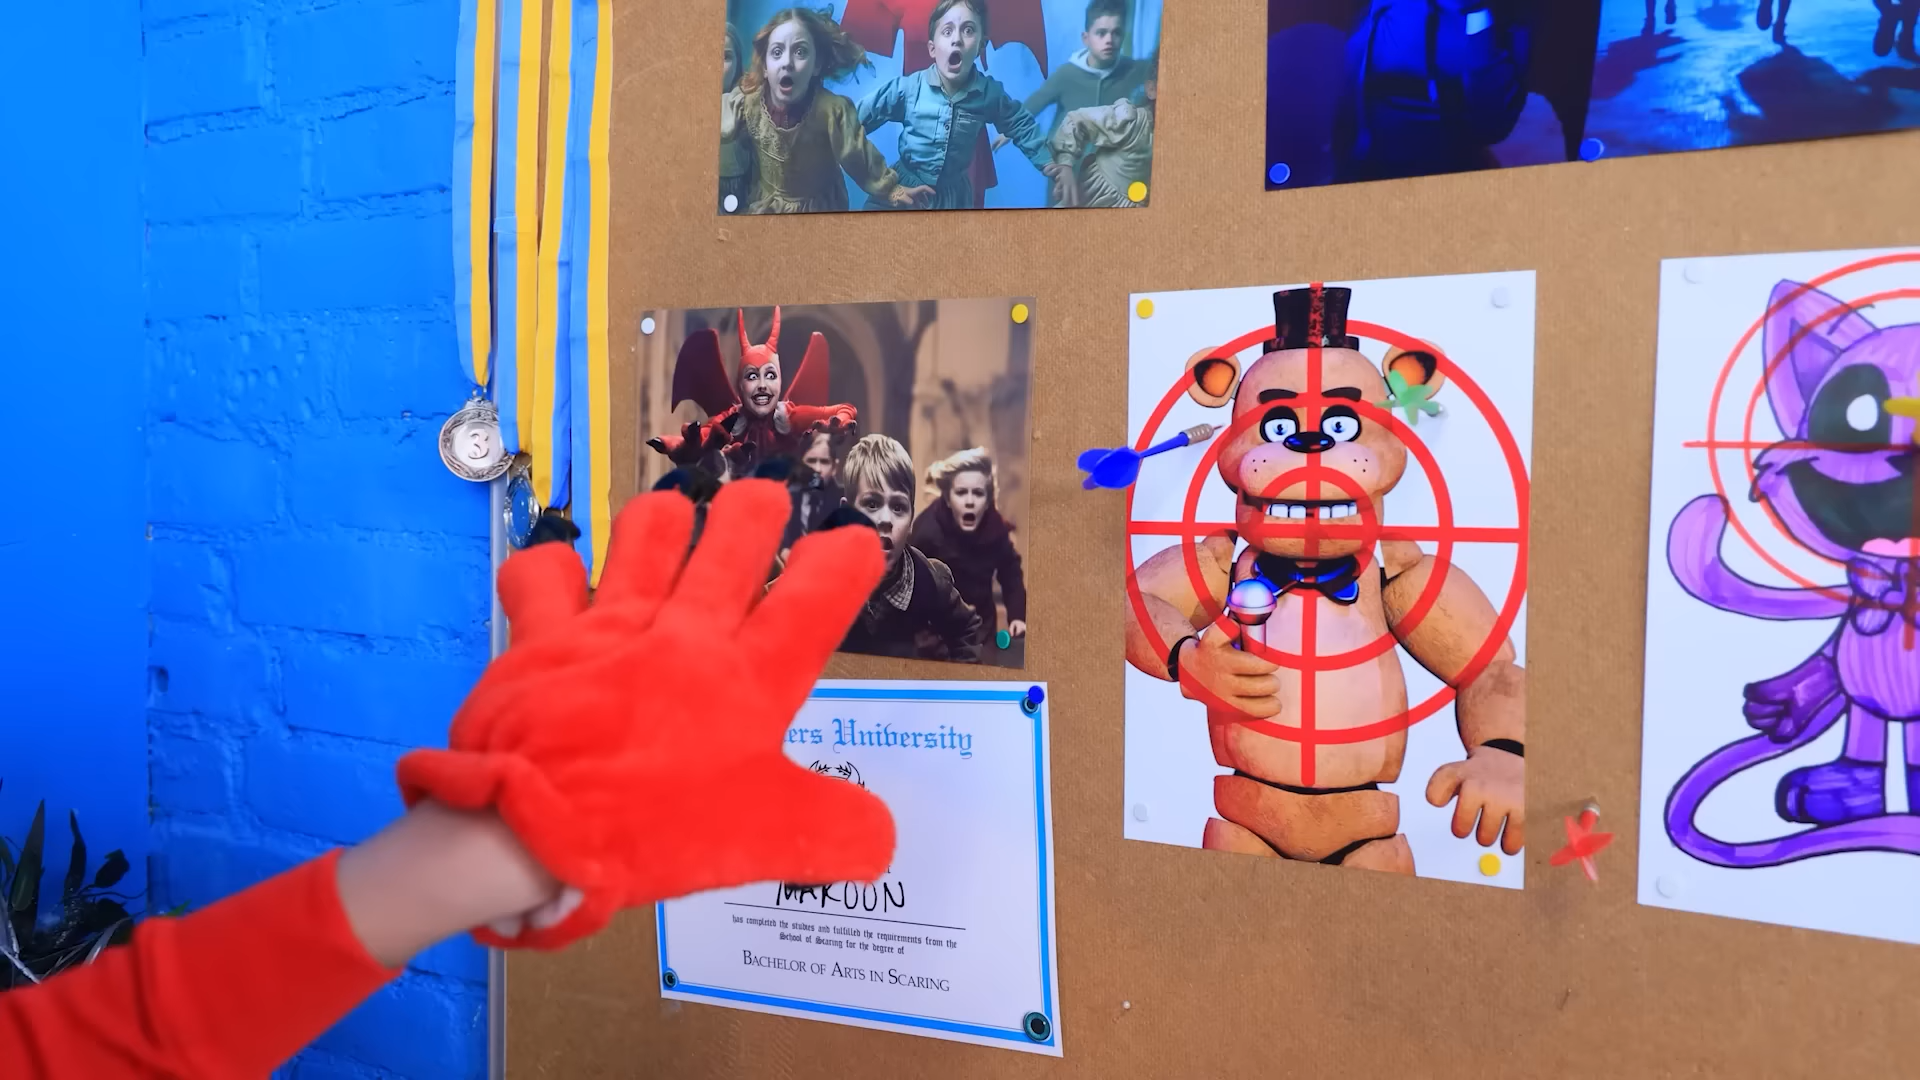 3
University
MAROON
has completed the studies and fulfilled the requirements from the
School of Scaring for the degree of
BACHELOR OF ARTS IN SCARING